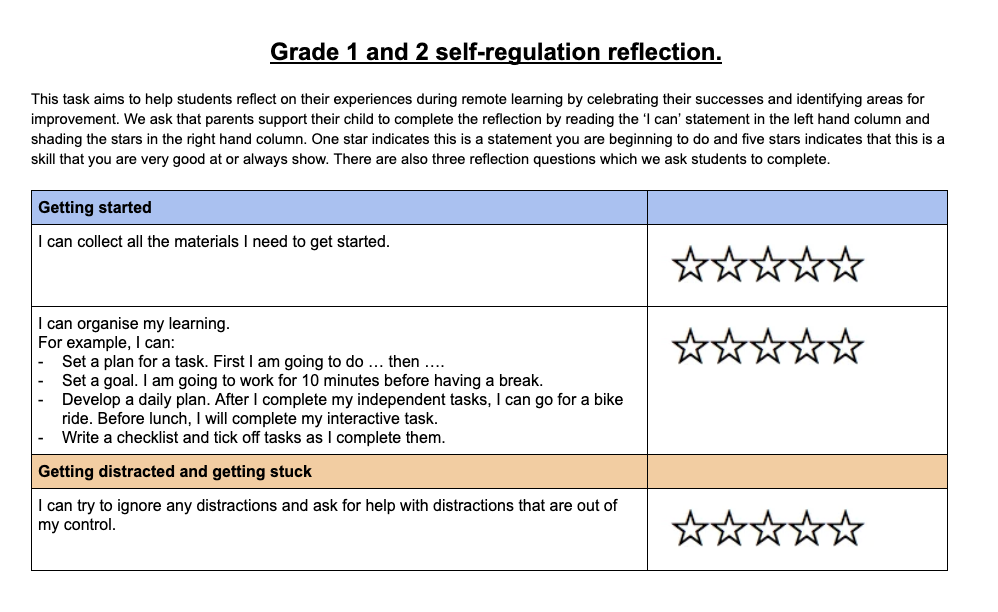 Grade 1 and 2 self-regulation reflection.
This task aims to help students reflect on their experiences during remote learning by celebrating their successes and identifying areas for
improvement. We ask that parents support their child to complete the reflection by reading the ‘I can’ statement in the left hand column and
shading the stars in the right hand column. One star indicates this is a statement you are beginning to do and five stars indicates that this is a
skill that you are very good at or always show. There are also three reflection questions which we ask students to complete.
Getting started
I can collect all the materials I need to get started.
I can organise my learning.
For example, I can:
- Set a plan for a task. First I am going to do … then ….
- Set a goal. I am going to work for 10 minutes before having a break.
- Develop a daily plan. After I complete my independent tasks, I can go for a bike
ride. Before lunch, I will complete my interactive task.
- Write a checklist and tick off tasks as I complete them.
Getting distracted and getting stuck
I can try to ignore any distractions and ask for help with distractions that are out of
my control.